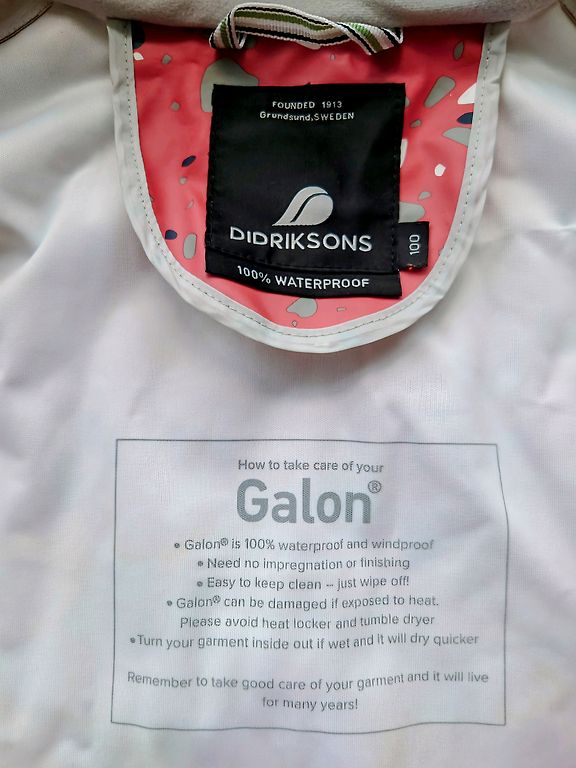 FOUNDED 1913
Grundsund, SWEDEN
DIDRIKSONS
100
100% WATERPROOF
How to take care of your
Galon®
• Galon® is 100% waterproof and windproof
• Need no impregnation or finishing
• Easy to keep clean – just wipe off!
• Galon® can be damaged if exposed to heat.
Please avoid heat locker and tumble dryer
• Turn your garment inside out if wet and it will dry quicker
Remember to take good care of your garment and it will live
for many years!